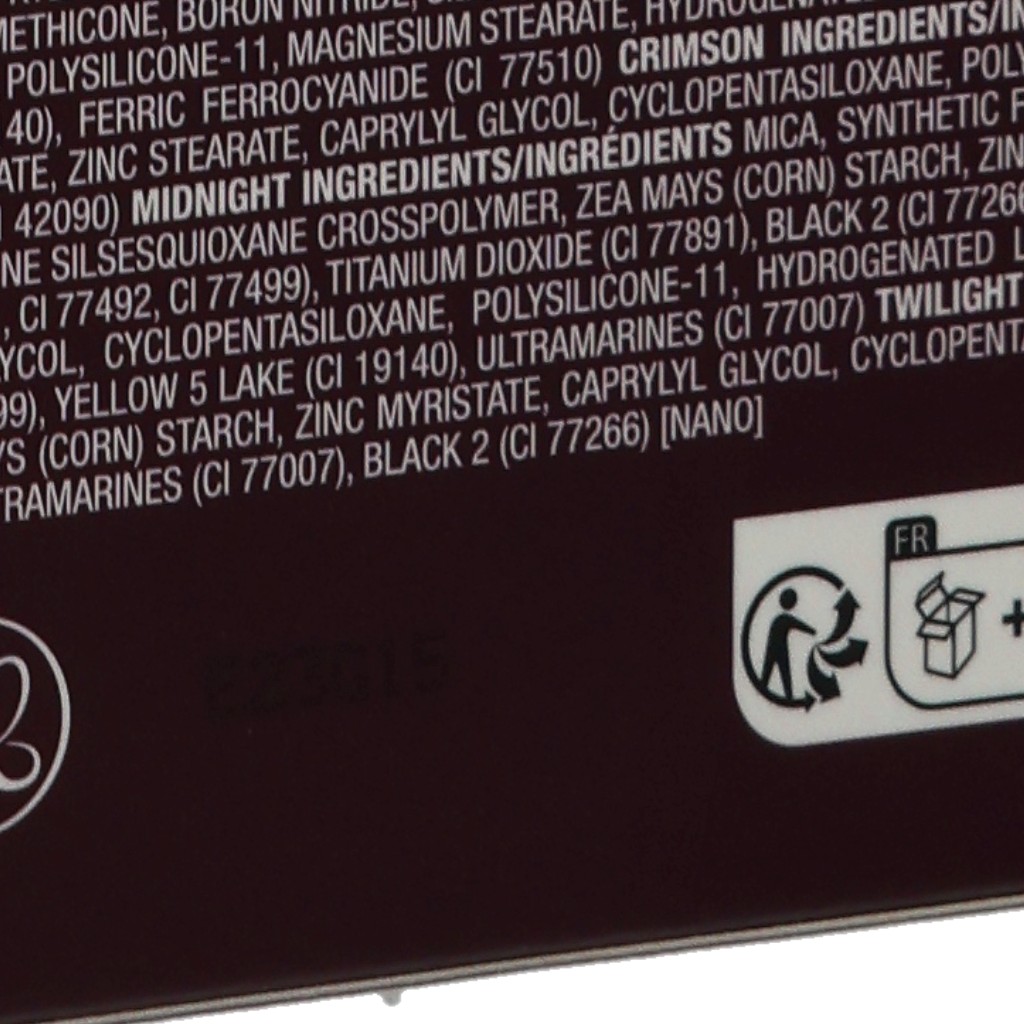 METHICONE, BORON NITRIDE,
POLYSILICONE-11, MAGNESIUM STEARATE, HYDROGENATE
40), FERRIC FERROCYANIDE (CI 77510) CRIMSON INGREDIENTS/IN
ATE, ZINC STEARATE, CAPRYLYL GLYCOL, CYCLOPENTASILOXANE, POLY
42090) MIDNIGHT INGREDIENTS/INGRÉDIENTS MICA, SYNTHETIC F
NE SILSESQUIOXANE CROSSPOLYMER, ZEA MAYS (CORN) STARCH, ZIN
, CI 77492, CI 77499), TITANIUM DIOXIDE (CI 77891), BLACK 2 (CI 77266
YCOL, CYCLOPENTASILOXANE, POLYSILICONE-11, HYDROGENATED L
99), YELLOW 5 LAKE (CI 19140), ULTRAMARINES (CI 77007) TWILIGHT
YS (CORN) STARCH, ZINC MYRISTATE, CAPRYLYL GLYCOL, CYCLOPENTA
TRAMARINES (CI 77007), BLACK 2 (CI 77266) [NANO]
FR
+